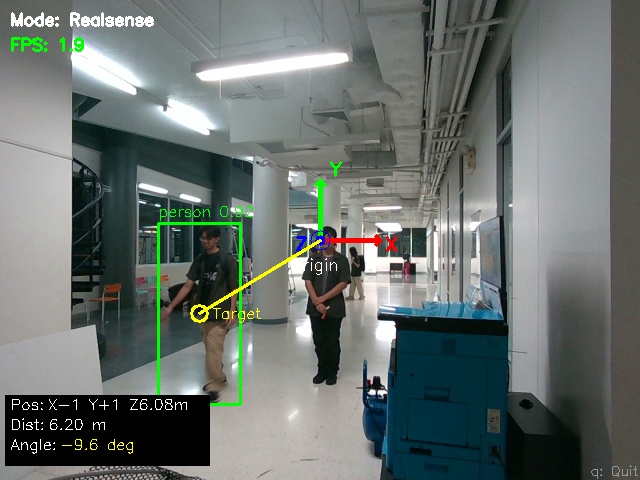 Mode: Realsense
FPS: 1.9
Y
person 0.
Z
X
rigin
Target
Pos: X-1 Y+1 Z6.08m
Dist: 6.20 m
Angle: -9.6 deg
q: Quit